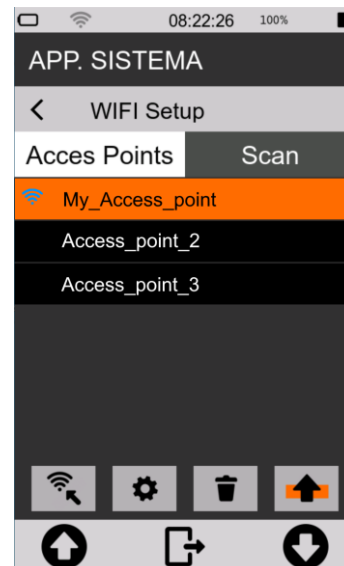 08:22:26 100%
APP. SISTEMA
WIFI Setup
Acces Points Scan
My_Access_point
Access_point_2
Access_point_3